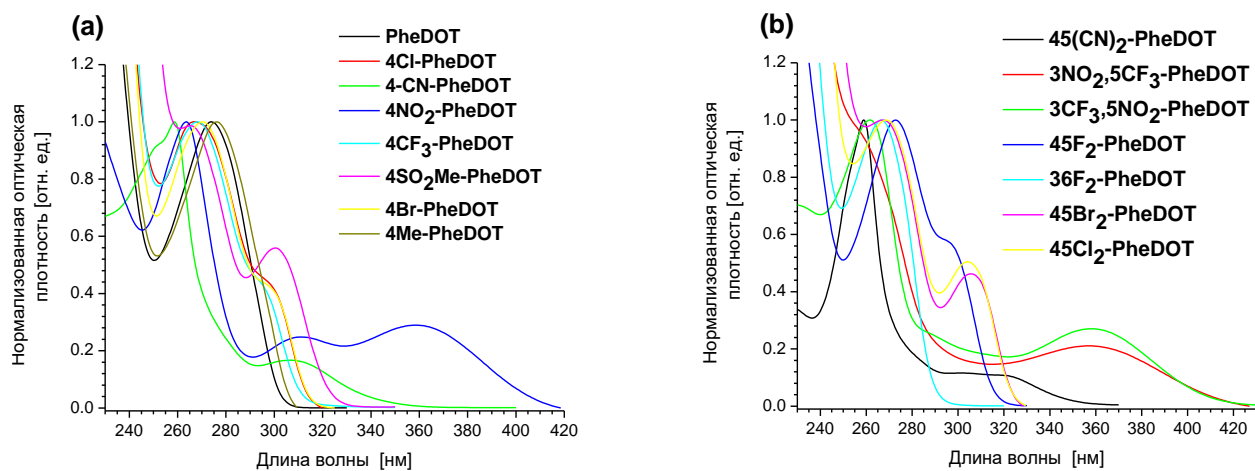 (a)
PheDOT
4Cl-PheDOT
4-CN-PheDOT
4NO2-PheDOT
4CF3-PheDOT
4SO2Me-PheDOT
4Br-PheDOT
4Me-PheDOT
Нормализованная оптическая
плотность [отн. ед.]
1.2
1.0
0.8
0.6
0.4
0.2
0.0
240 260 280 300 320 340 360 380 400 420
Длина волны [нм]
(b)
45(CN)2-PheDOT
3NO2,5CF3-PheDOT
3CF3,5NO2-PheDOT
45F2-PheDOT
36F2-PheDOT
45Br2-PheDOT
45Cl2-PheDOT
Нормализованная оптическая
плотность [отн. ед.]
1.2
1.0
0.8
0.6
0.4
0.2
0.0
240 260 280 300 320 340 360 380 400 420
Длина волны [нм]